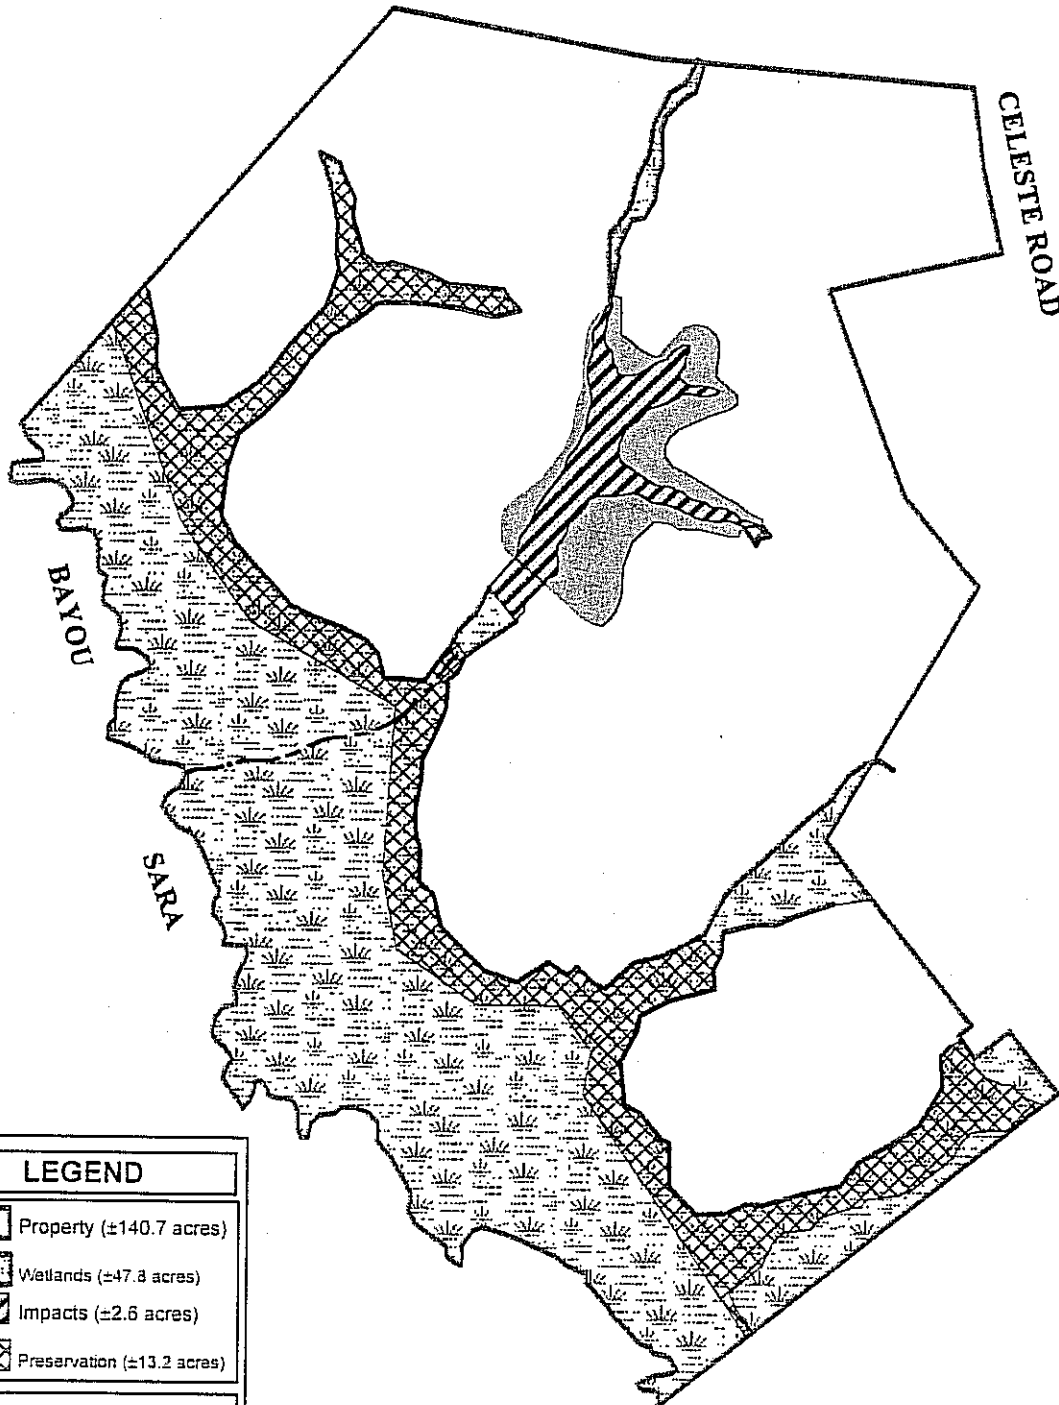 CELESTE ROAD
BAYOU
SARA
LEGEND
Property (±140.7 acres)
Wetlands (±47.8 acres)
Impacts (±2.6 acres)
Preservation (±13.2 acres)